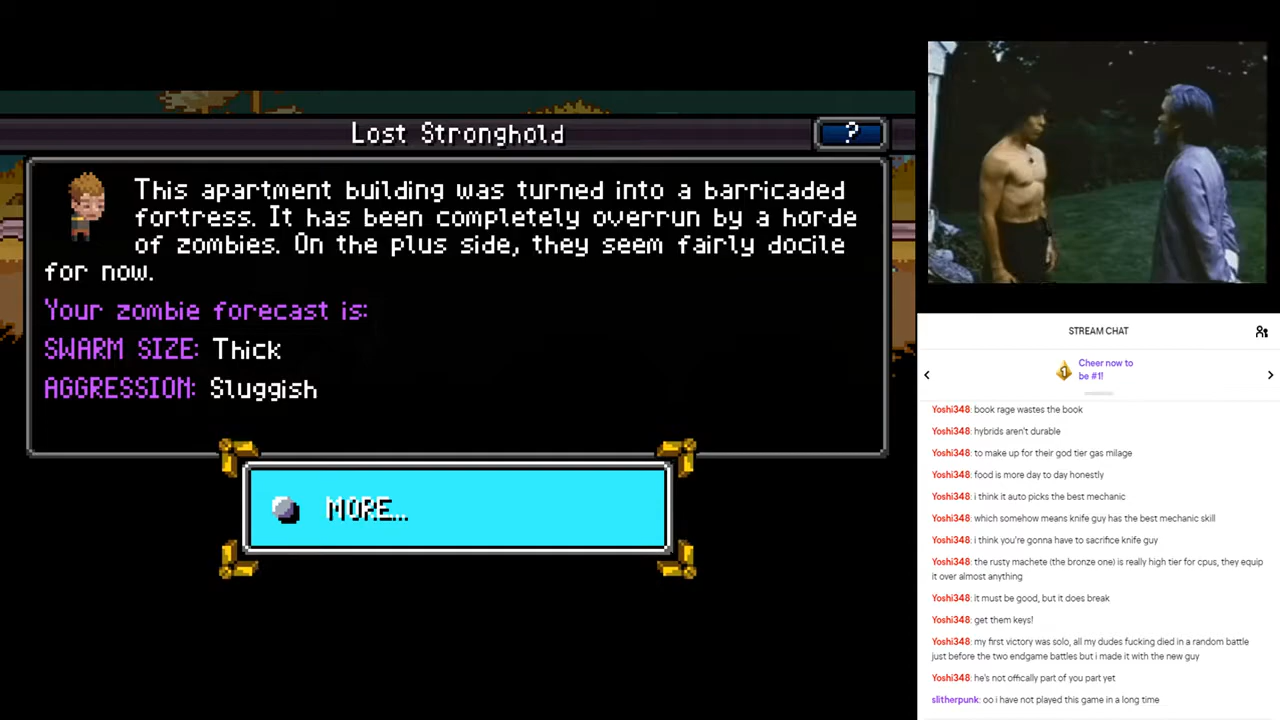 Lost Stronghold
?
This apartment building was turned into a barricaded
fortress. It has been completely overrun by a horde
of zombies. On the plus side, they seem fairly docile
for now.
Your zombie forecast is:
SWARM SIZE: Thick
AGGRESSION: Sluggish
MORE...
STREAM CHAT
1
Cheer now to
be #1!
Yoshi348: book rage wastes the book
Yoshi348: hybrids aren't durable
Yoshi348: to make up for their god tier gas milage
Yoshi348: food is more day to day honestly
Yoshi348: i think it auto picks the best mechanic
Yoshi348: which somehow means knife guy has the best mechanic skill
Yoshi348: i think you're gonna have to sacrifice knife guy
Yoshi348: the rusty machete (the bronze one) is really high tier for cpus, they equip
it over almost anything
Yoshi348: it must be good, but it does break
Yoshi348: get them keys!
Yoshi348: my first victory was solo, all my dudes fucking died in a random battle
just before the two endgame battles but i made it with the new guy
Yoshi348: he's not offically part of you part yet
slitherpunk: oo i have not played this game in a long time